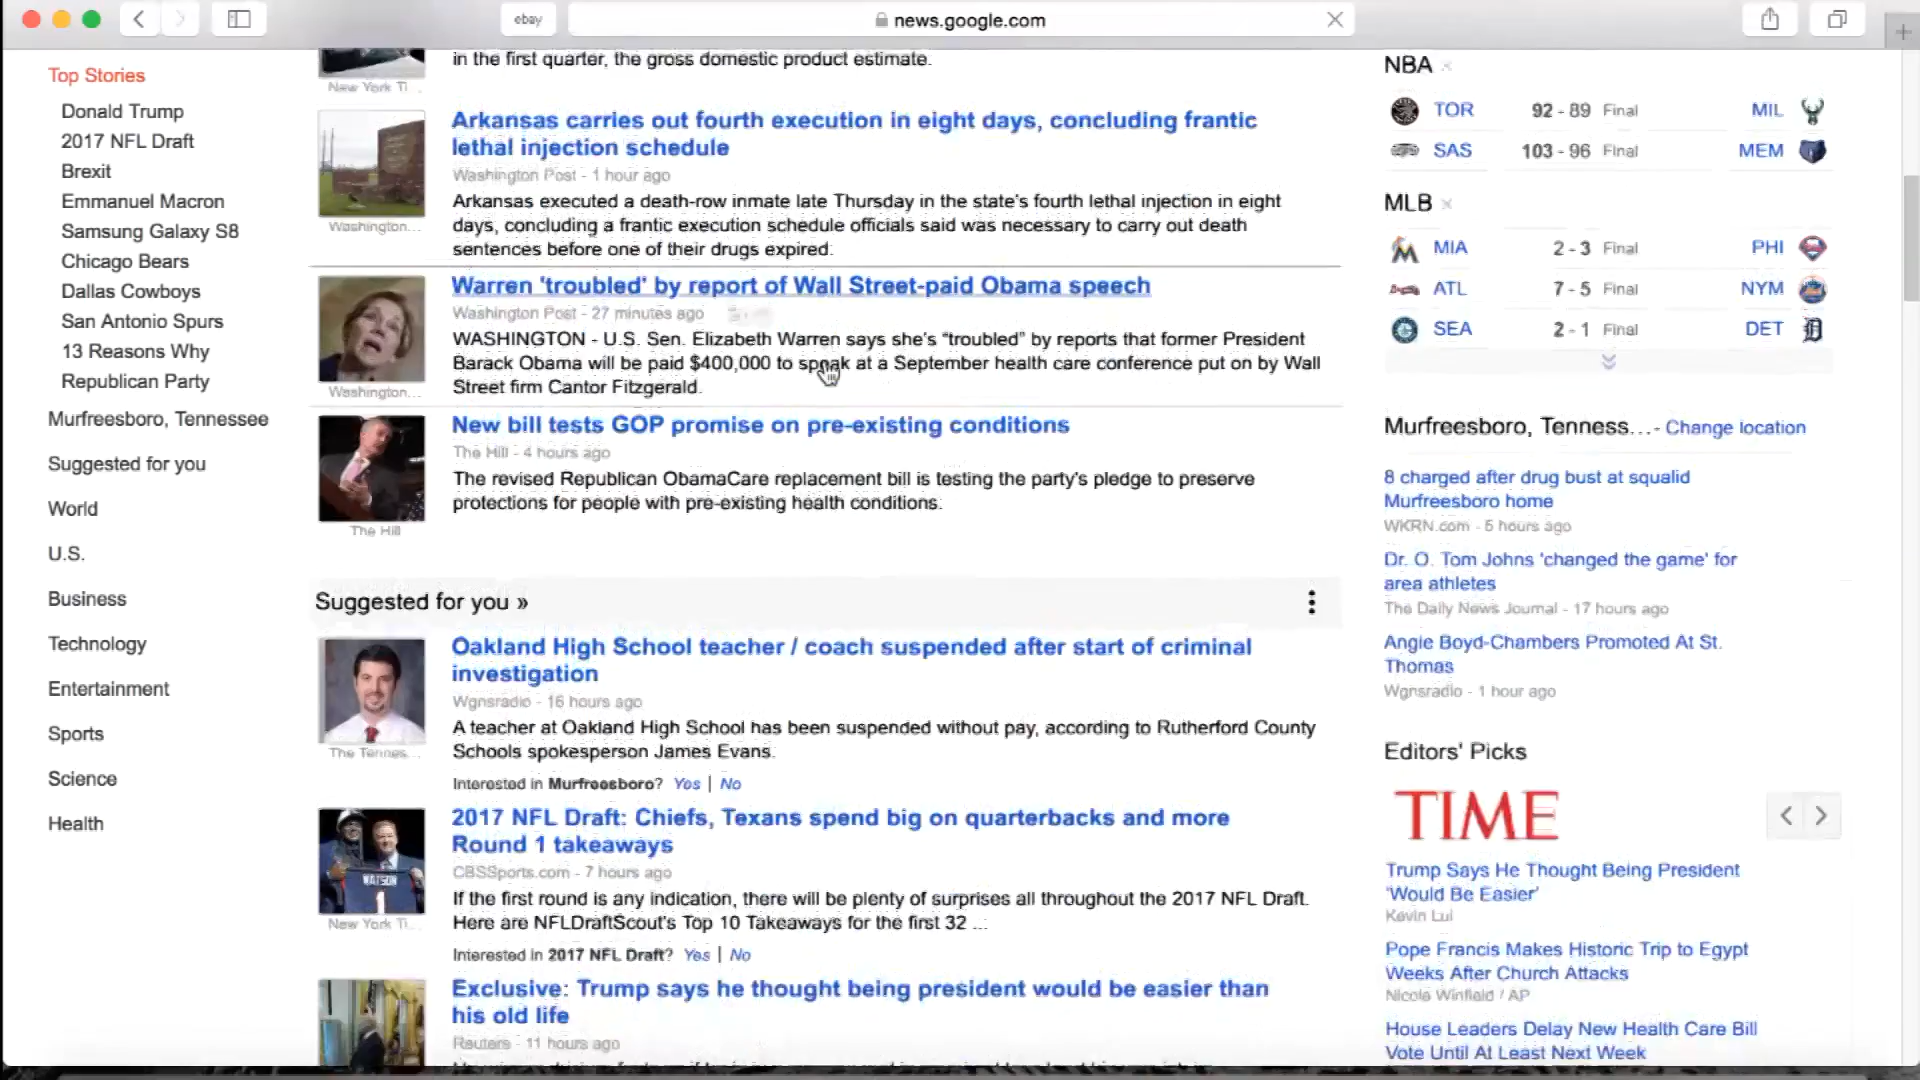 ebay
news.google.com
Top Stories
Donald Trump
2017 NFL Draft
Brexit
Emmanuel Macron
Samsung Galaxy S8
Chicago Bears
Dallas Cowboys
San Antonio Spurs
13 Reasons Why
Republican Party
Murfreesboro, Tennessee
Suggested for you
World
U.S.
Business
Technology
Entertainment
Sports
Science
Health
in the first quarter, the gross domestic product estimate.
New York Ti...
Arkansas carries out fourth execution in eight days, concluding frantic
lethal injection schedule
Washington Post - 1 hour ago
Arkansas executed a death-row inmate late Thursday in the state's fourth lethal injection in eight
days, concluding a frantic execution schedule officials said was necessary to carry out death
sentences before one of their drugs expired.
Washington...
Warren 'troubled' by report of Wall Street-paid Obama speech
Washington Post - 27 minutes ago
WASHINGTON - U.S. Sen. Elizabeth Warren says she's "troubled" by reports that former President
Barack Obama will be paid $400,000 to speak at a September health care conference put on by Wall
Street firm Cantor Fitzgerald.
Washington...
New bill tests GOP promise on pre-existing conditions
The Hill - 4 hours ago
The revised Republican ObamaCare replacement bill is testing the party's pledge to preserve
protections for people with pre-existing health conditions.
The Hill
Suggested for you »
Oakland High School teacher / coach suspended after start of criminal
investigation
Wgnsradio - 16 hours ago
A teacher at Oakland High School has been suspended without pay, according to Rutherford County
Schools spokesperson James Evans.
The Tennes...
Interested in Murfreesboro? Yes | No
2017 NFL Draft: Chiefs, Texans spend big on quarterbacks and more
Round 1 takeaways
CBSSports.com - 7 hours ago
If the first round is any indication, there will be plenty of surprises all throughout the 2017 NFL Draft.
Here are NFLDraftScout's Top 10 Takeaways for the first 32 ...
WATSON
1
New York Ti...
Interested in 2017 NFL Draft? Yes | No
Exclusive: Trump says he thought being president would be easier than
his old life
Reuters - 11 hours ago
NBA
TOR 92 - 89 Final MIL
SAS 103 - 96 Final MEM
MLB
MIA 2 - 3 Final PHI
ATL 7 - 5 Final NYM
SEA 2 - 1 Final DET
Murfreesboro, Tenness... - Change location
8 charged after drug bust at squalid
Murfreesboro home
WKRN.com - 5 hours ago
Dr. O. Tom Johns 'changed the game' for
area athletes
The Daily News Journal - 17 hours ago
Angie Boyd-Chambers Promoted At St.
Thomas
Wgnsradio - 1 hour ago
Editors' Picks
TIME
Trump Says He Thought Being President
'Would Be Easier'
Kevin Lui
Pope Francis Makes Historic Trip to Egypt
Weeks After Church Attacks
Nicole Winfield / AP
House Leaders Delay New Health Care Bill
Vote Until At Least Next Week